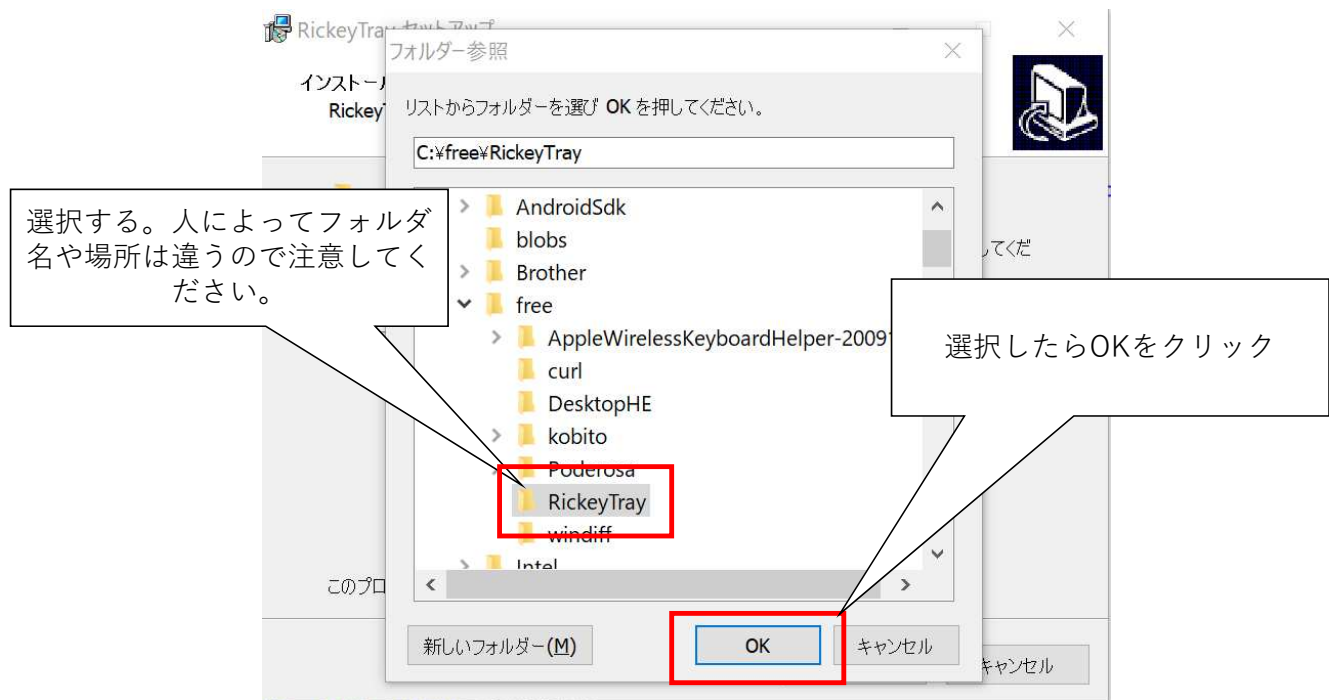 RickeyTray セットアップ
フォルダー参照
インストール
Rickey
リストからフォルダーを選び OK を押してください。
C:¥free¥RickeyTray
選択する。人によってフォルダ
名や場所は違うので注意してく
ださい。
AndroidSdk
blobs
してくだ
Brother
free
AppleWirelessKeyboardHelper-2009
選択したらOKをクリック
curl
DesktopHE
kobito
Poderosa
RickeyTray
windiff
Intel
このプロ
新しいフォルダー(M)
OK
キャンセル
キャンセル